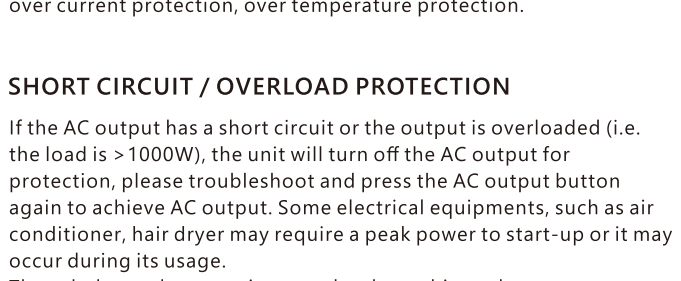 over current protection, over temperature protection.
SHORT CIRCUIT / OVERLOAD PROTECTION
If the AC output has a short circuit or the output is overloaded (i.e.
the load is >1000W), the unit will turn off the AC output for
protection, please troubleshoot and press the AC output button
again to achieve AC output. Some electrical equipments, such as air
conditioner, hair dryer may require a peak power to start-up or it may
occur during its usage.